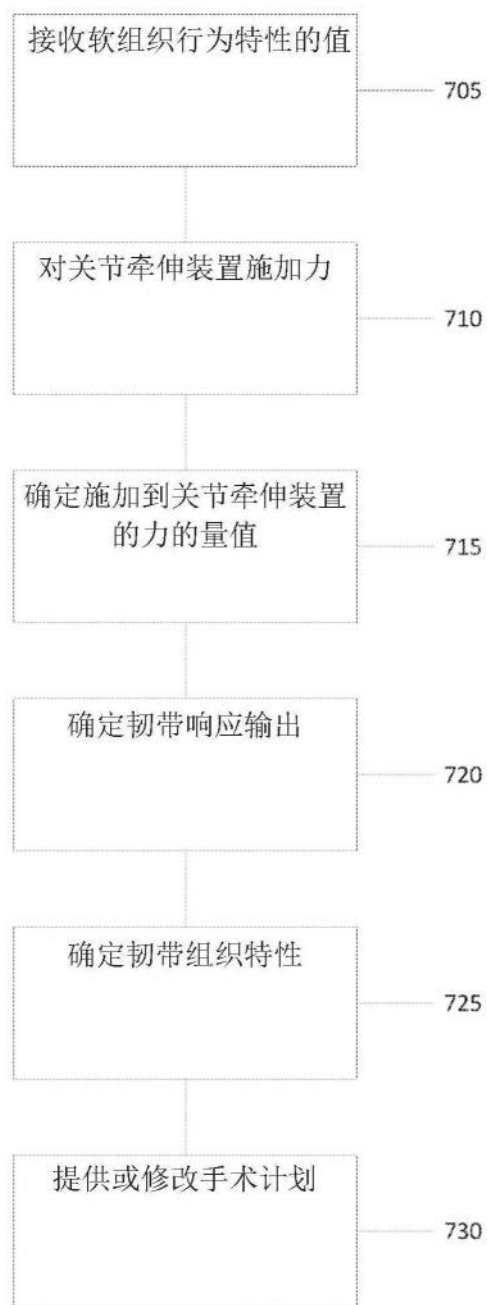 接收软组织行为特性的值
705
对关节牵伸装置施加力
710
确定施加到关节牵伸装置
的力的量值
715
确定韧带响应输出
720
确定韧带组织特性
725
提供或修改手术计划
730